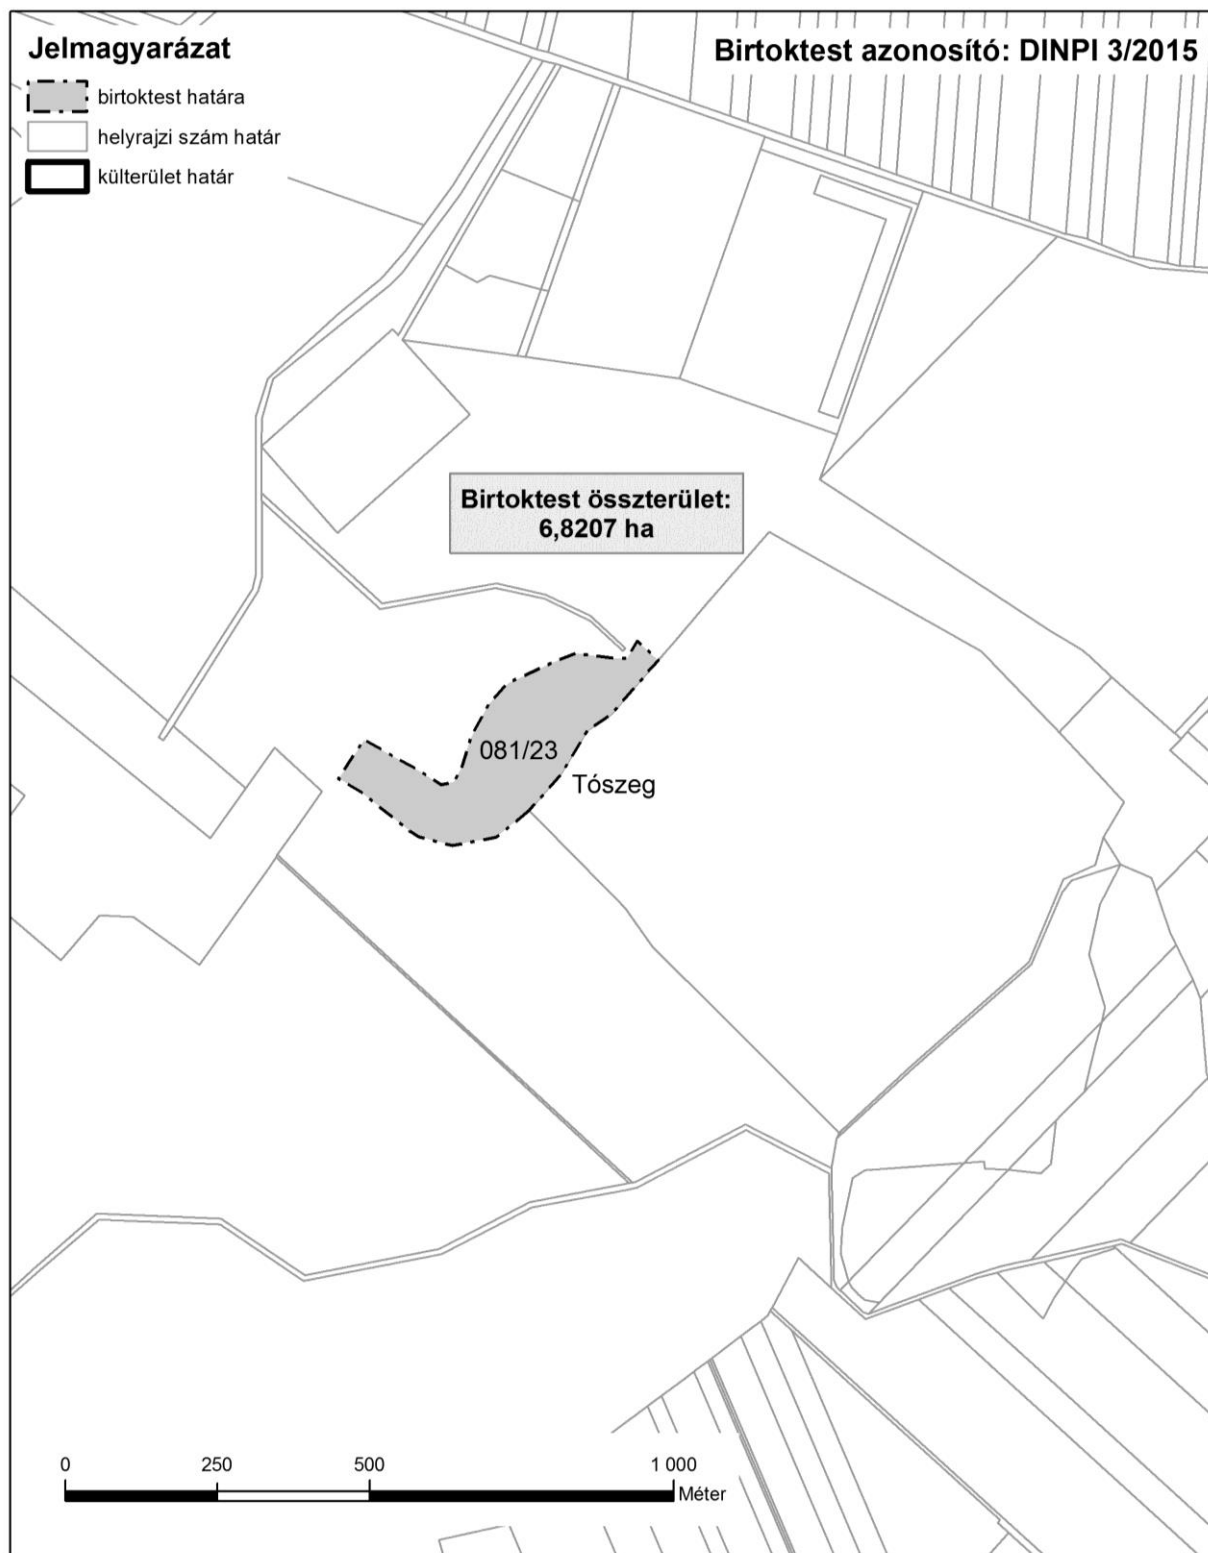 Jelmagyarázat
birtoktest határa
helyrajzi szám határ
külterület határ
Birtoktest azonosító: DINPI 3/2015
Birtoktest összterület:
6,8207 ha
081/23
Tószeg
0 250 500 1 000
Méter